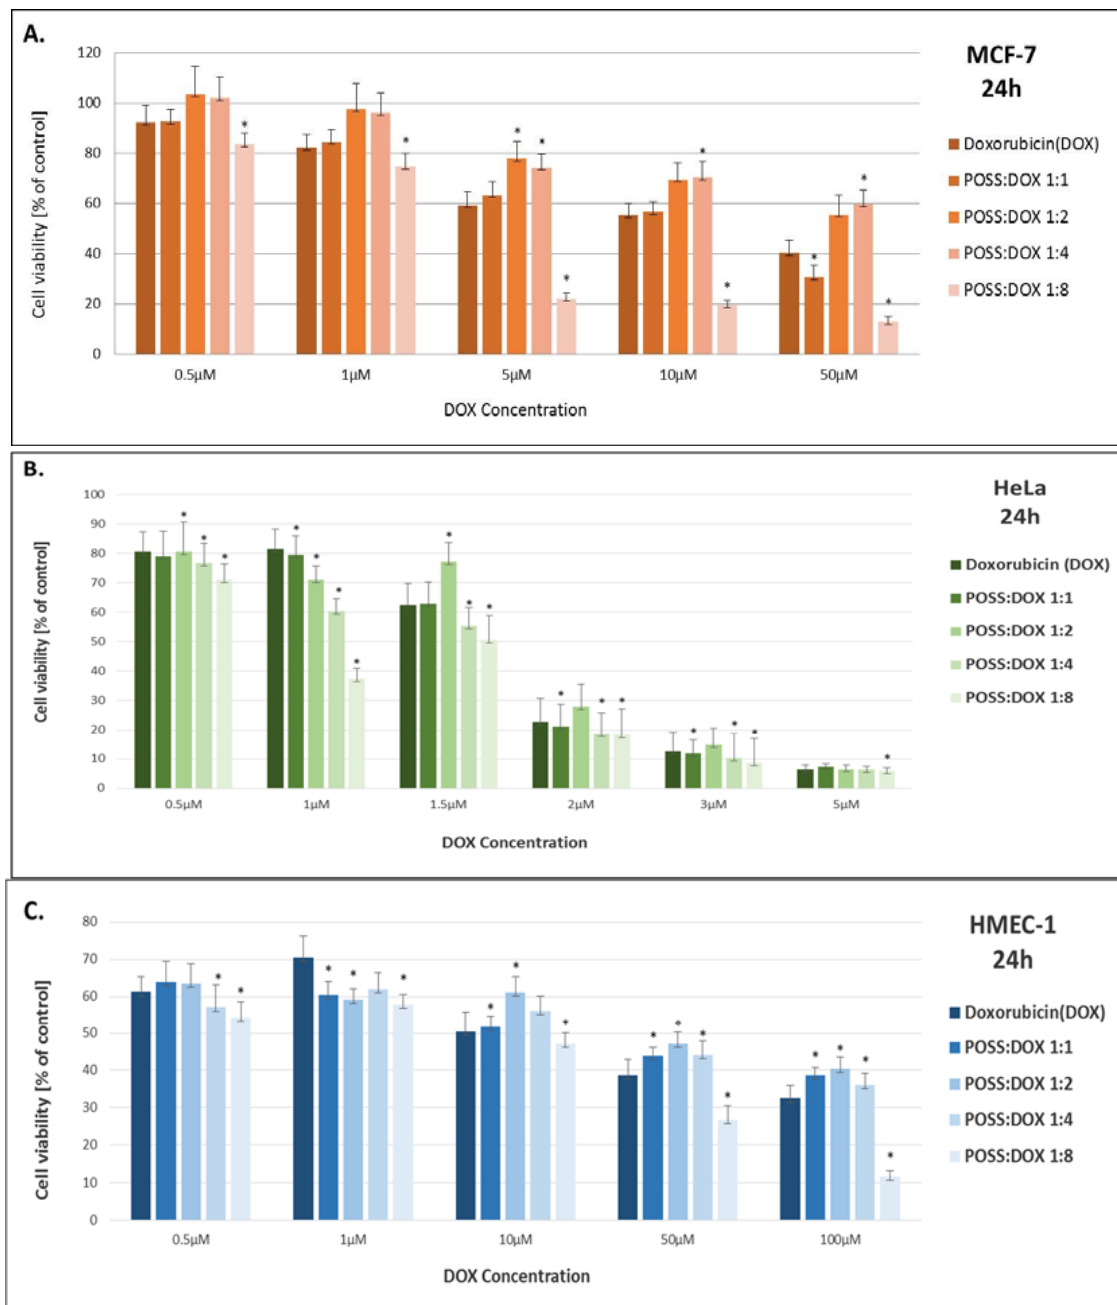 A.
MCF-7
24h
120
100
80
60
40
20
0
Cell viability [% of control]
* * * * * * * * * *
0.5µM 1µM 5µM 10µM 50µM
DOX Concentration
Doxorubicin(DOX)
POSS:DOX 1:1
POSS:DOX 1:2
POSS:DOX 1:4
POSS:DOX 1:8
B.
HeLa
24h
100
90
80
70
60
50
40
30
20
10
0
Cell viability [% of control]
* * * * * * * * * * * * * * * * * *
0.5µM 1µM 1.5µM 2µM 3µM 5µM
DOX Concentration
Doxorubicin (DOX)
POSS:DOX 1:1
POSS:DOX 1:2
POSS:DOX 1:4
POSS:DOX 1:8
C.
HMEC-1
24h
80
70
60
50
40
30
20
10
0
Cell viability [% of control]
* * * * * * * * * * * * * * * *
0.5µM 1µM 10µM 50µM 100µM
DOX Concentration
Doxorubicin(DOX)
POSS:DOX 1:1
POSS:DOX 1:2
POSS:DOX 1:4
POSS:DOX 1:8